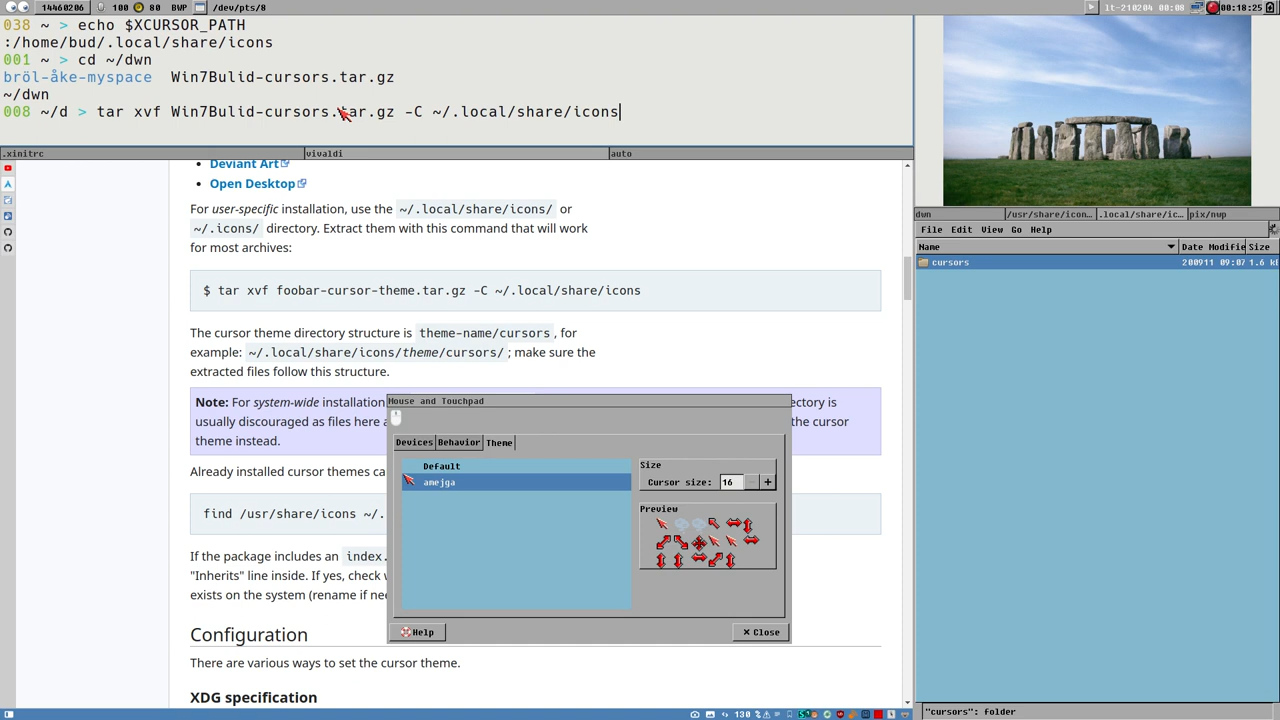 14460206 100 80 BWP /dev/pts/8
lt-210204 00:08 00:18:25
038 ~ > echo $XCURSOR_PATH
:/home/bud/.local/share/icons
001 ~ > cd ~/dwn
bröl-åke-myspace Win7Bulid-cursors.tar.gz
~/dwn
008 ~/d > tar xvf Win7Bulid-cursors.tar.gz -C ~/.local/share/icons
.xinitrc vivaldi auto
Deviant Art
Open Desktop
For user-specific installation, use the ~/.local/share/icons/ or
~/.icons/ directory. Extract them with this command that will work
for most archives:
$ tar xvf foobar-cursor-theme.tar.gz -C ~/.local/share/icons
The cursor theme directory structure is theme-name/cursors , for
example: ~/.local/share/icons/theme/cursors/ ; make sure the
extracted files follow this structure.
Note: For system-wide installation ectory is
usually discouraged as files here a the cursor
theme instead.
Already installed cursor themes ca
find /usr/share/icons ~/.
If the package includes an index.
"Inherits" line inside. If yes, check w
exists on the system (rename if nee
Configuration
There are various ways to set the cursor theme.
XDG specification
Mouse and Touchpad
Devices Behavior Theme
Default
amejga
Size
Cursor size: 16 - +
Preview
Help Close
dwn /usr/share/icon... .local/share/ic... pix/nwp
File Edit View Go Help
Name Date Modifie Size
cursors 200911 09:07 1.6 k
"cursors": folder
130 %